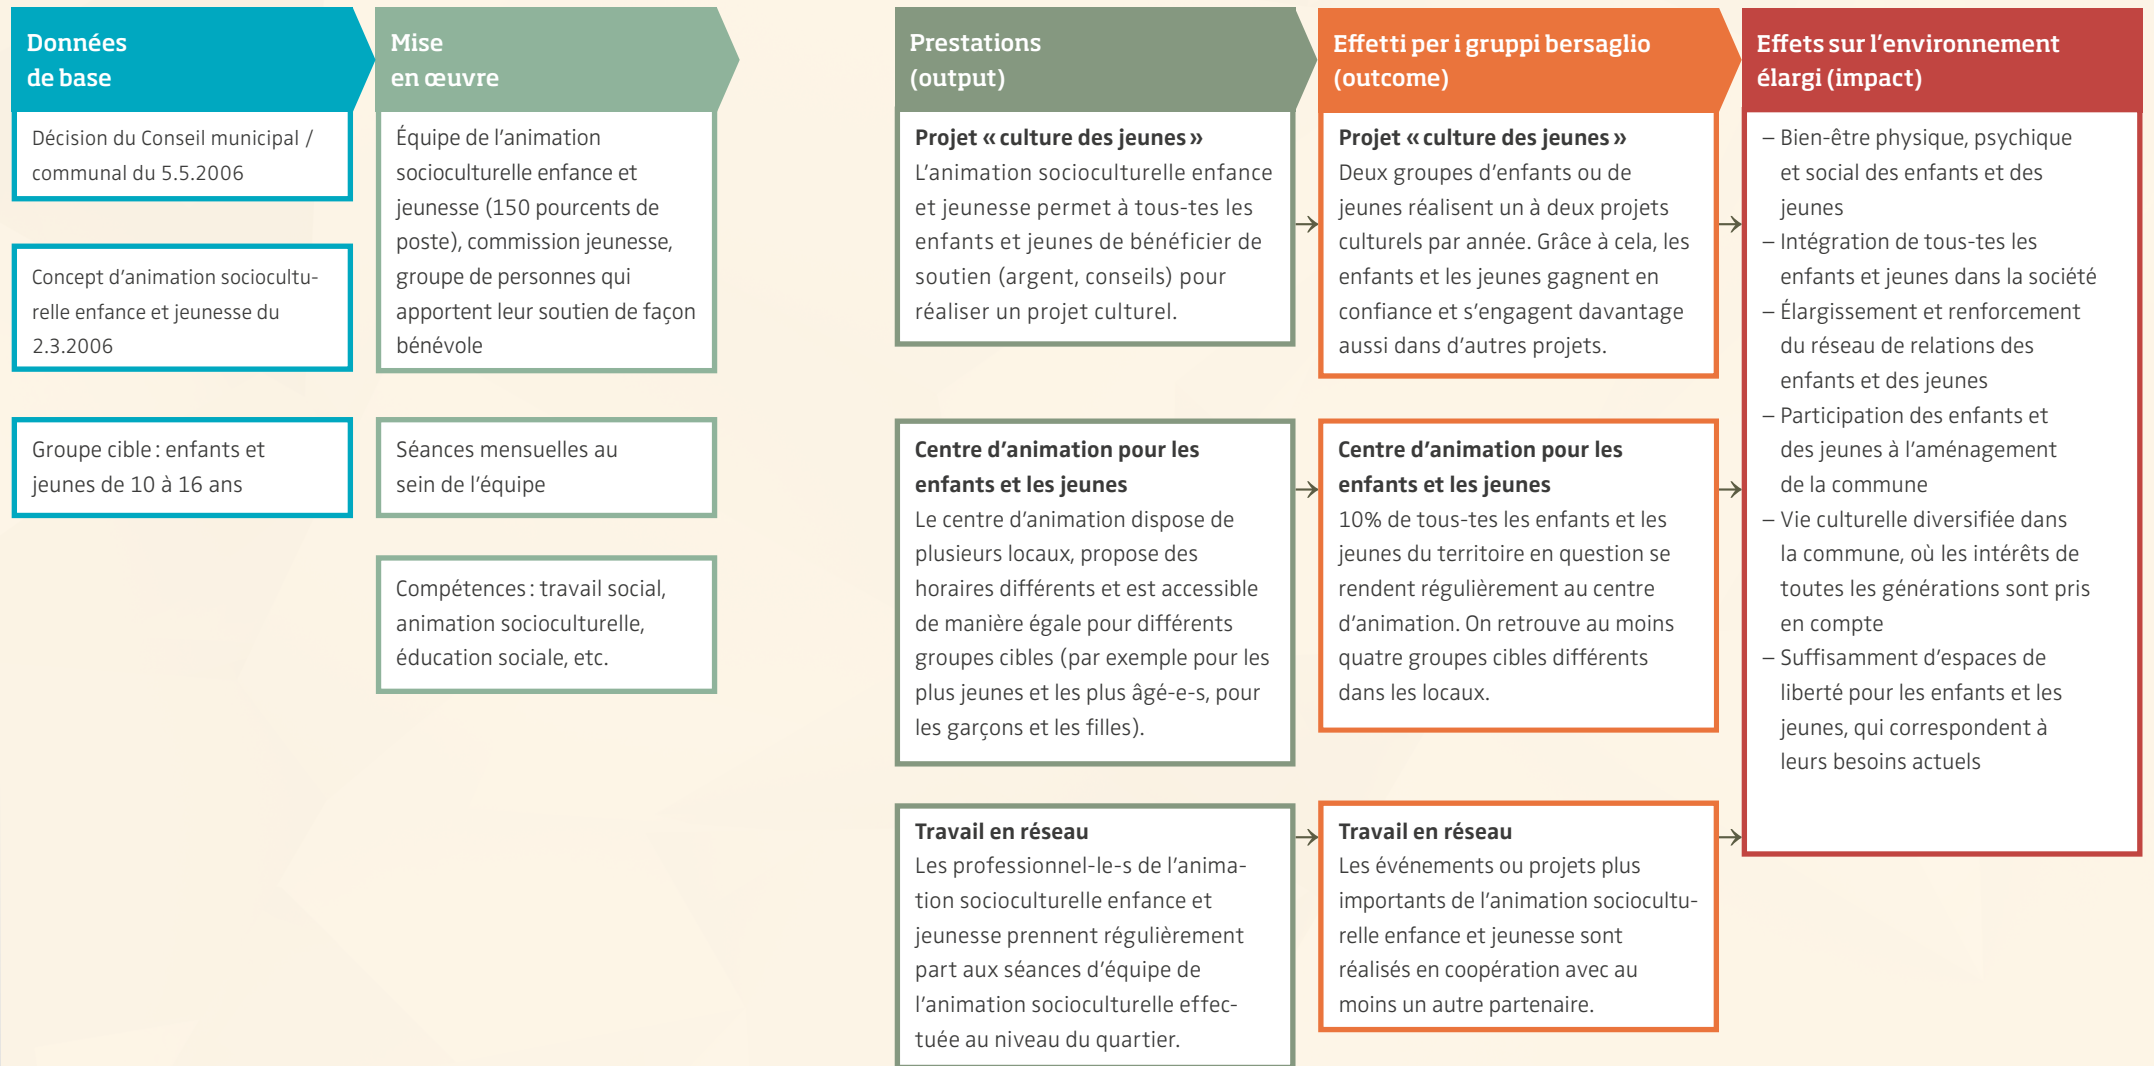 Données
de base
Décision du Conseil municipal /
communal du 5.5.2006
Concept d'animation sociocultu-
relle enfance et jeunesse du
2.3.2006
Groupe cible : enfants et
jeunes de 10 à 16 ans
Mise
en œuvre
Équipe de l'animation
socioculturelle enfance et
jeunesse (150 pourcents de
poste), commission jeunesse,
groupe de personnes qui
apportent leur soutien de façon
bénévole
Séances mensuelles au
sein de l'équipe
Compétences : travail social,
animation socioculturelle,
éducation sociale, etc.
Prestations
(output)
Projet « culture des jeunes »
L'animation socioculturelle enfance
et jeunesse permet à tous-tes les
enfants et jeunes de bénéficier de
soutien (argent, conseils) pour
réaliser un projet culturel.
Centre d'animation pour les
enfants et les jeunes
Le centre d'animation dispose de
plusieurs locaux, propose des
horaires différents et est accessible
de manière égale pour différents
groupes cibles (par exemple pour les
plus jeunes et les plus âgé-e-s, pour
les garçons et les filles).
Travail en réseau
Les professionnel-le-s de l'anima-
tion socioculturelle enfance et
jeunesse prennent régulièrement
part aux séances d'équipe de
l'animation socioculturelle effec-
tuée au niveau du quartier.
Effetti per i gruppi bersaglio
(outcome)
Projet « culture des jeunes »
Deux groupes d'enfants ou de
jeunes réalisent un à deux projets
culturels par année. Grâce à cela, les
enfants et les jeunes gagnent en
confiance et s'engagent davantage
aussi dans d'autres projets.
Centre d'animation pour les
enfants et les jeunes
10% de tous-tes les enfants et les
jeunes du territoire en question se
rendent régulièrement au centre
d'animation. On retrouve au moins
quatre groupes cibles différents
dans les locaux.
Travail en réseau
Les événements ou projets plus
importants de l'animation sociocultu-
relle enfance et jeunesse sont
réalisés en coopération avec au
moins un autre partenaire.
Effets sur l'environnement
élargi (impact)
– Bien-être physique, psychique
et social des enfants et des
jeunes
– Intégration de tous-tes les
enfants et jeunes dans la société
– Élargissement et renforcement
du réseau de relations des
enfants et des jeunes
– Participation des enfants et
des jeunes à l'aménagement
de la commune
– Vie culturelle diversifiée dans
la commune, où les intérêts de
toutes les générations sont pris
en compte
– Suffisamment d'espaces de
liberté pour les enfants et les
jeunes, qui correspondent à
leurs besoins actuels